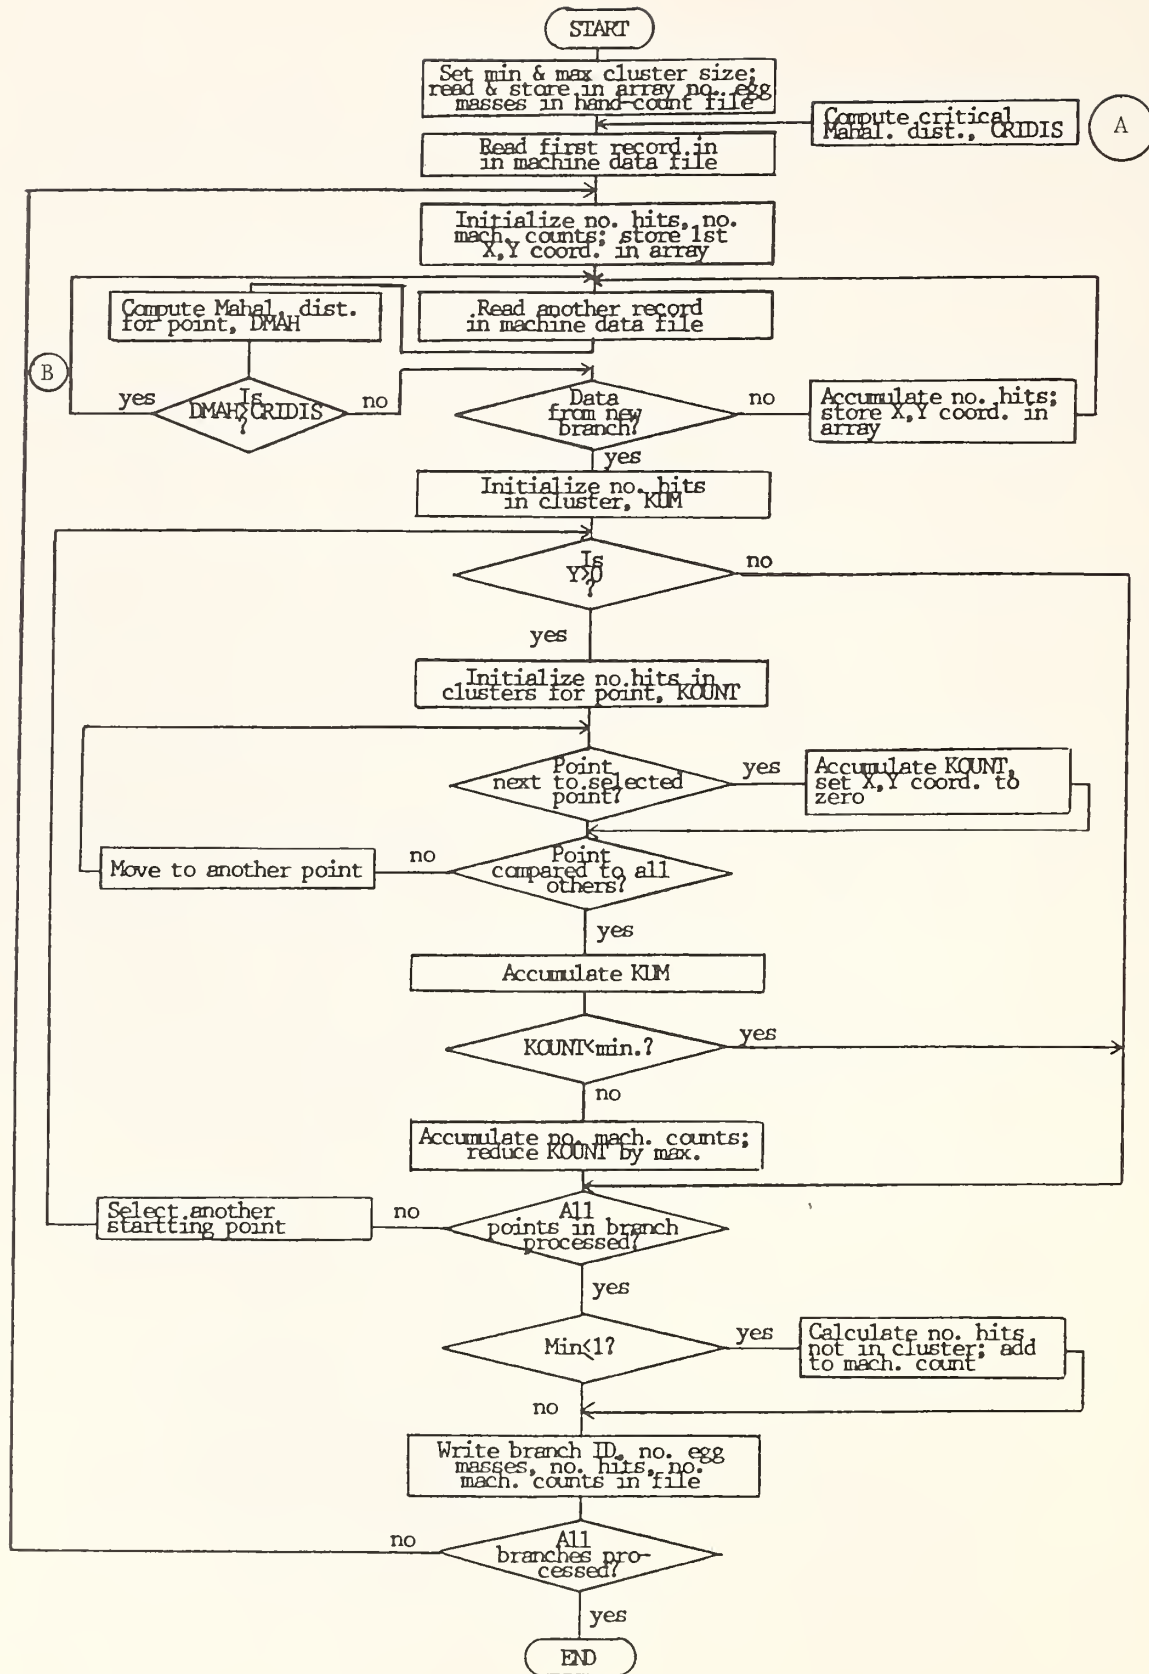 START
Set min & max cluster size;
read & store in array no. egg
masses in hand-count file
Compute critical
Mahal. dist., CRIDIS
A
Read first record in
in machine data file
Initialize no. hits, no.
mach. counts; store 1st
X,Y coord. in array
Compute Mahal. dist.
for point, DMAH
Read another record
in machine data file
B
yes
Is
DMAH>CRIDIS
?
no
Data
from new
branch?
no
Accumulate no. hits;
store X,Y coord. in
array
yes
Initialize no. hits
in cluster, KUM
Is
Y>0
?
no
yes
Initialize no.hits in
clusters for point, KOUNT
Point
next to selected
point?
yes
Accumulate KOUNT,
set X,Y coord. to
zero
Move to another point
no
Point
compared to all
others?
yes
Accumulate KUM
KOUNT<min.?
yes
no
Accumulate no. mach. counts;
reduce KOUNT by max.
Select another
startting point
no
All
points in branch
processed?
yes
Min<1?
yes
Calculate no. hits
not in cluster; add
to mach. count
no
Write branch ID, no. egg
masses, no. hits, no.
mach. counts in file
no
All
branches pro-
cessed?
yes
END